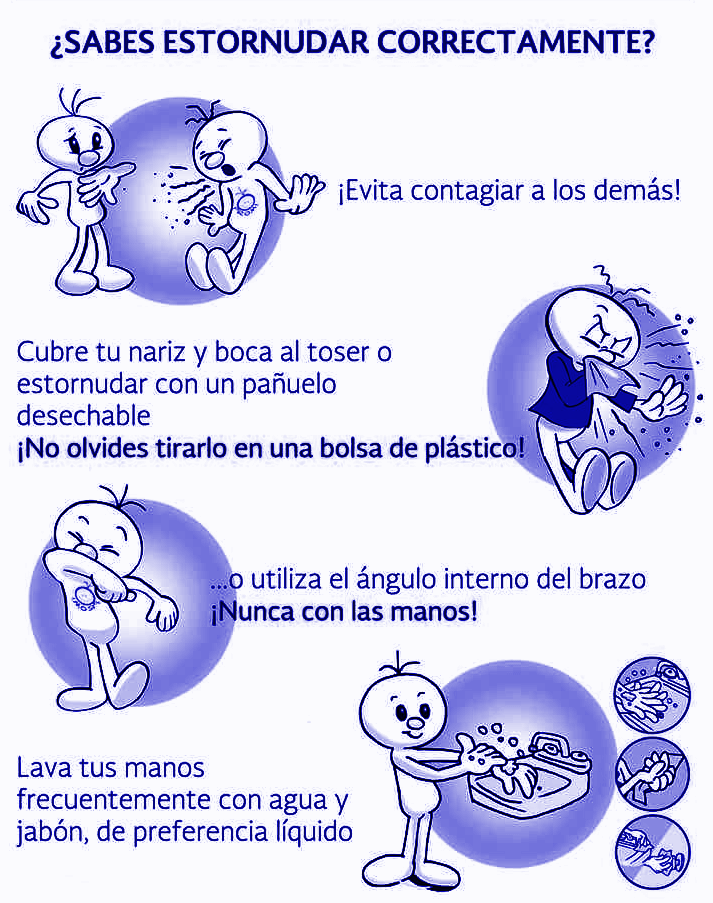 ¿SABES ESTORNUDAR CORRECTAMENTE?
¡Evita contagiar a los demás!
Cubre tu nariz y boca al toser o
estornudar con un pañuelo
desechable
¡No olvides tirarlo en una bolsa de plástico!
...o utiliza el ángulo interno del brazo
¡Nunca con las manos!
Lava tus manos
frecuentemente con agua y
jabón, de preferencia líquido